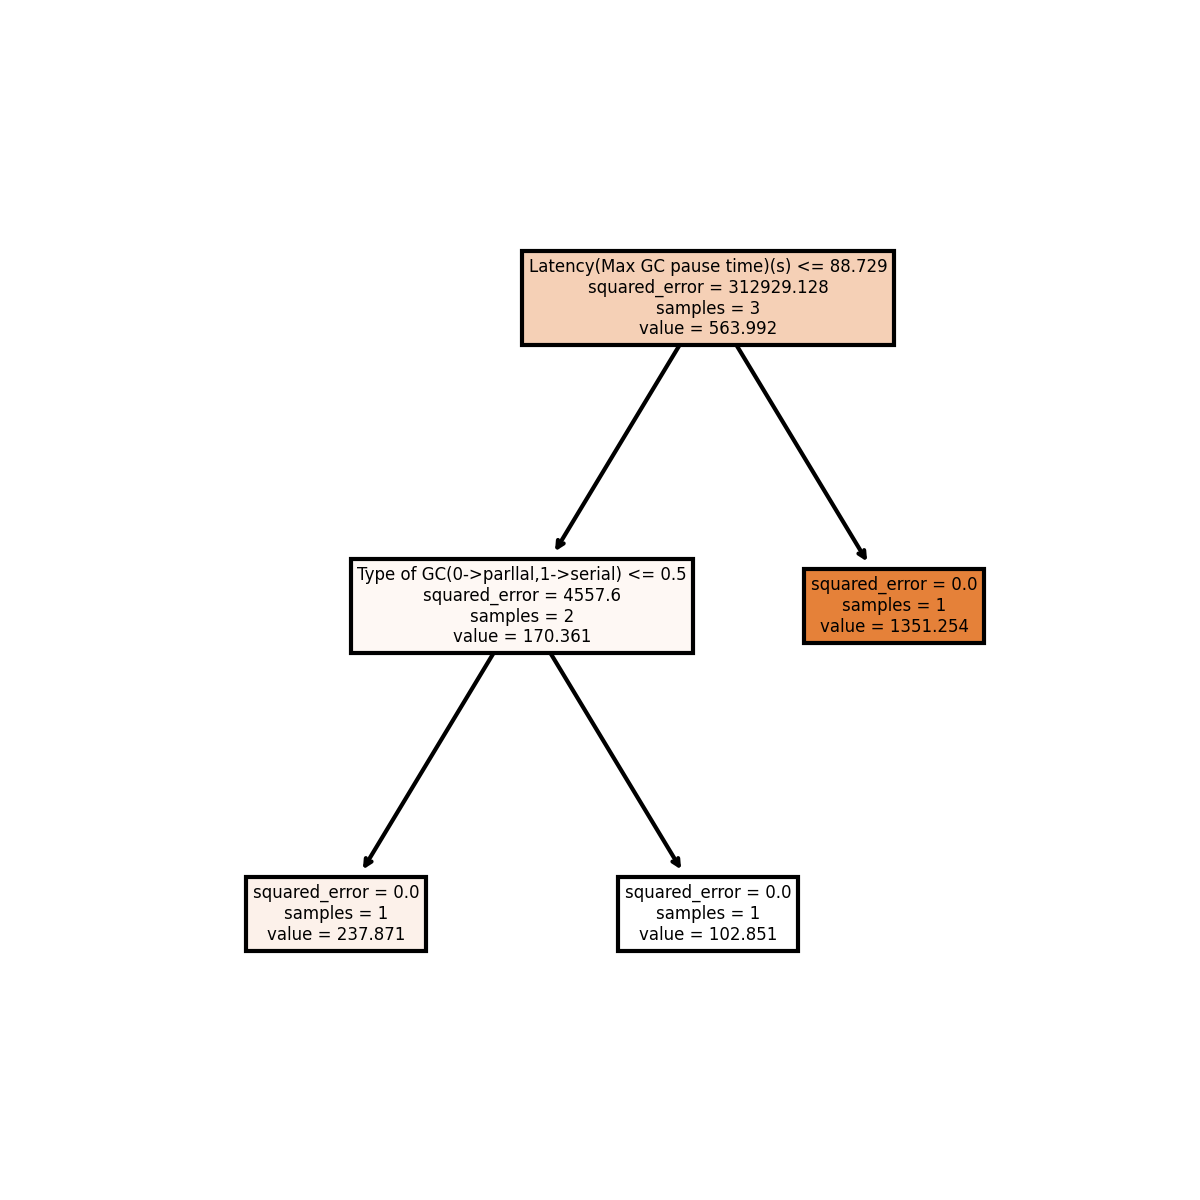 Latency(Max GC pause time)(s) <= 88.729
squared_error = 312929.128
samples = 3
value = 563.992
Type of GC(0->parllal,1->serial) <= 0.5
squared_error = 4557.6
samples = 2
value = 170.361
squared_error = 0.0
samples = 1
value = 1351.254
squared_error = 0.0
samples = 1
value = 237.871
squared_error = 0.0
samples = 1
value = 102.851